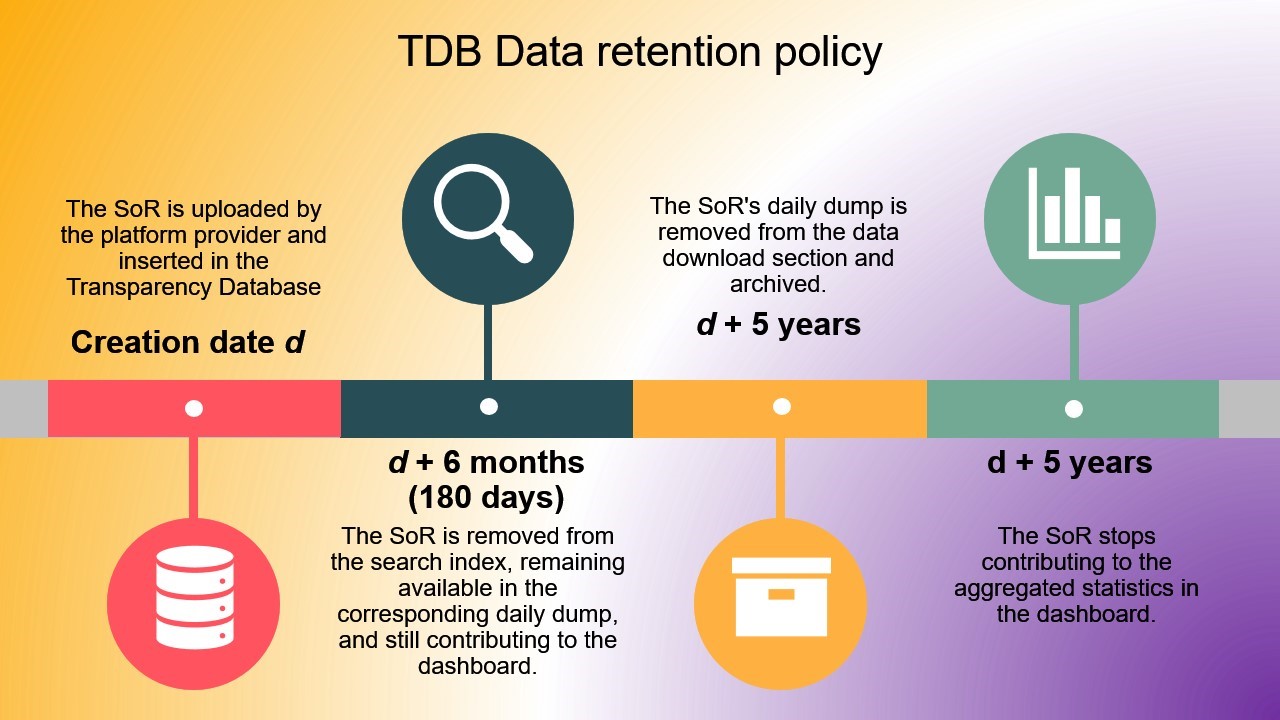 TDB Data retention policy
The SoR is uploaded by
the platform provider and
inserted in the
Transparency Database
Creation date d
d + 6 months
(180 days)
The SoR is removed from
the search index, remaining
available in the
corresponding daily dump,
and still contributing to the
dashboard.
The SoR's daily dump is
removed from the data
download section and
archived.
d + 5 years
d + 5 years
The SoR stops
contributing to the
aggregated statistics in
the dashboard.